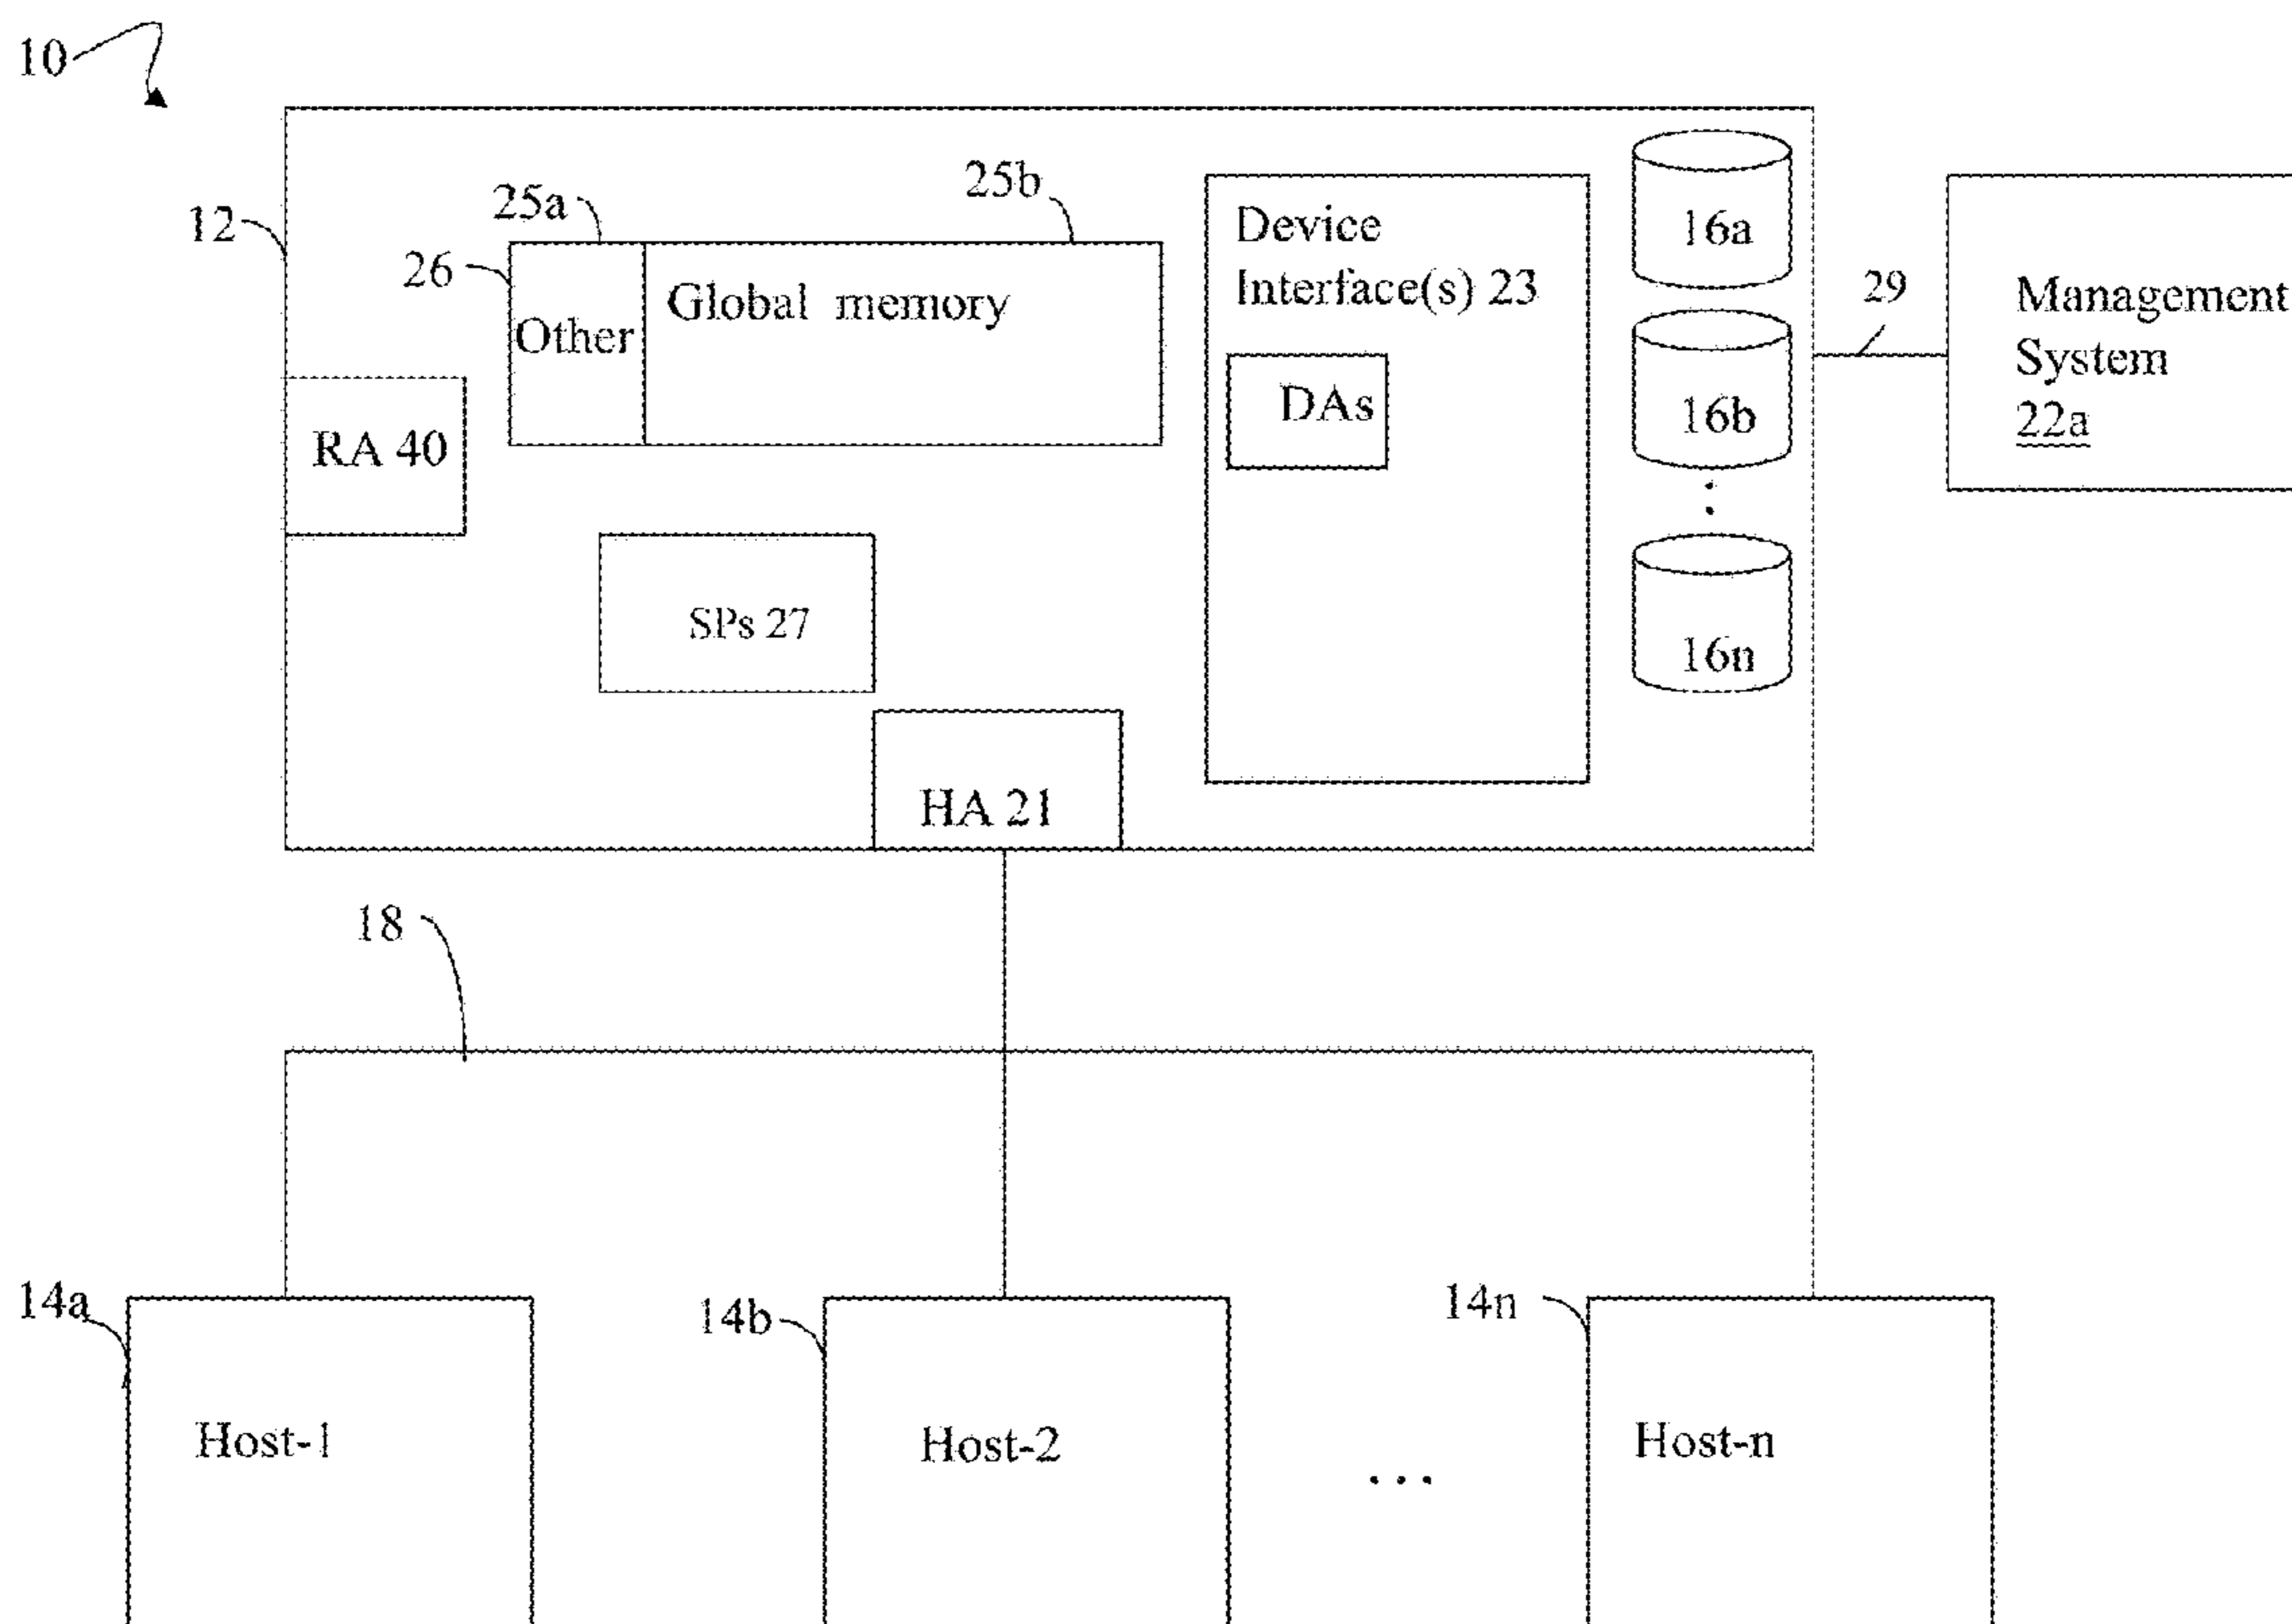 10
12
25a
25b
26
Other
Global memory
Device
Interface(s) 23
DAs
16a
16b
16n
29
Management
System
22a
RA 40
SPs 27
HA 21
18
14a
Host-1
14b
Host-2
...
14n
Host-n